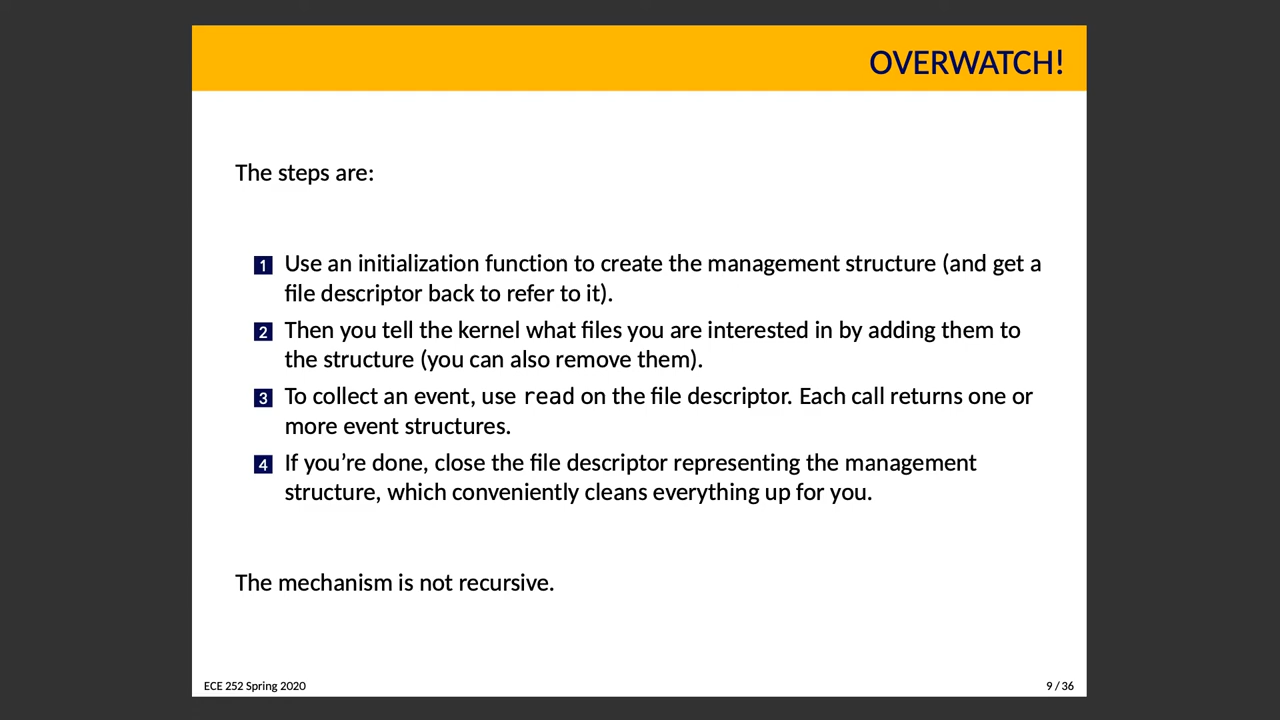 OVERWATCH!
The steps are:
1 Use an initialization function to create the management structure (and get a
file descriptor back to refer to it).
2 Then you tell the kernel what files you are interested in by adding them to
the structure (you can also remove them).
3 To collect an event, use read on the file descriptor. Each call returns one or
more event structures.
4 If you’re done, close the file descriptor representing the management
structure, which conveniently cleans everything up for you.
The mechanism is not recursive.
ECE 252 Spring 2020
9 / 36